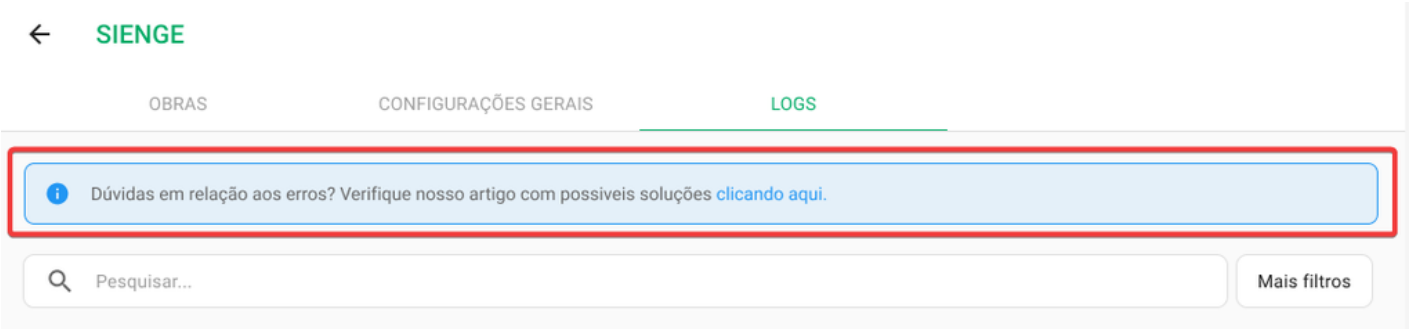 SIENGE
OBRAS
CONFIGURAÇÕES GERAIS
LOGS
Dúvidas em relação aos erros? Verifique nosso artigo com possiveis soluções clicando aqui.
Pesquisar...
Mais filtros